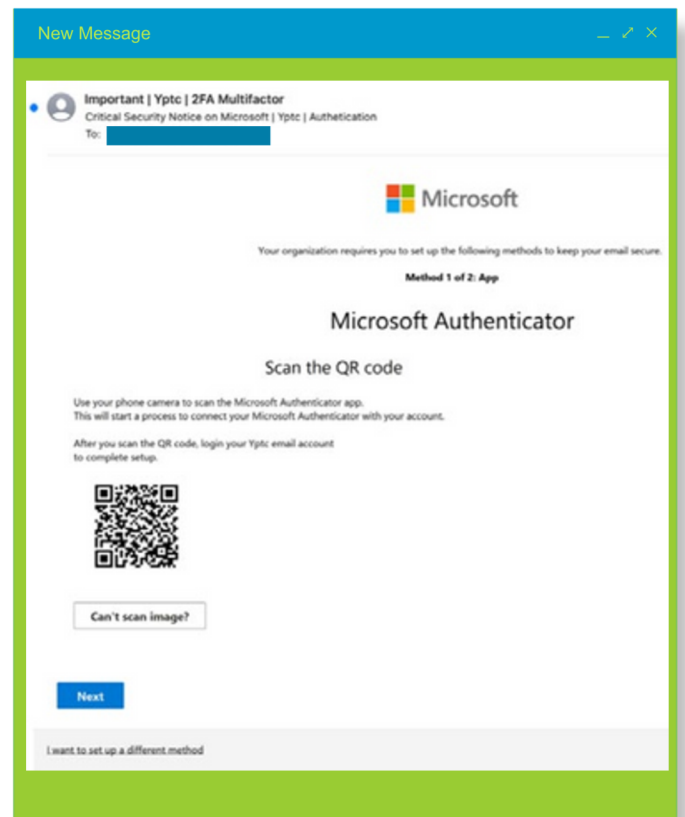 New Message
Important | Yptc | 2FA Multifactor
Critical Security Notice on Microsoft | Yptc | Authetication
To:
Microsoft
Your organization requires you to set up the following methods to keep your email secure.
Method 1 of 2: App
Microsoft Authenticator
Scan the QR code
Use your phone camera to scan the Microsoft Authenticator app.
This will start a process to connect your Microsoft Authenticator with your account.
After you scan the QR code, login your Yptc email account
to complete setup.
Can't scan image?
Next
I want to set up a different method